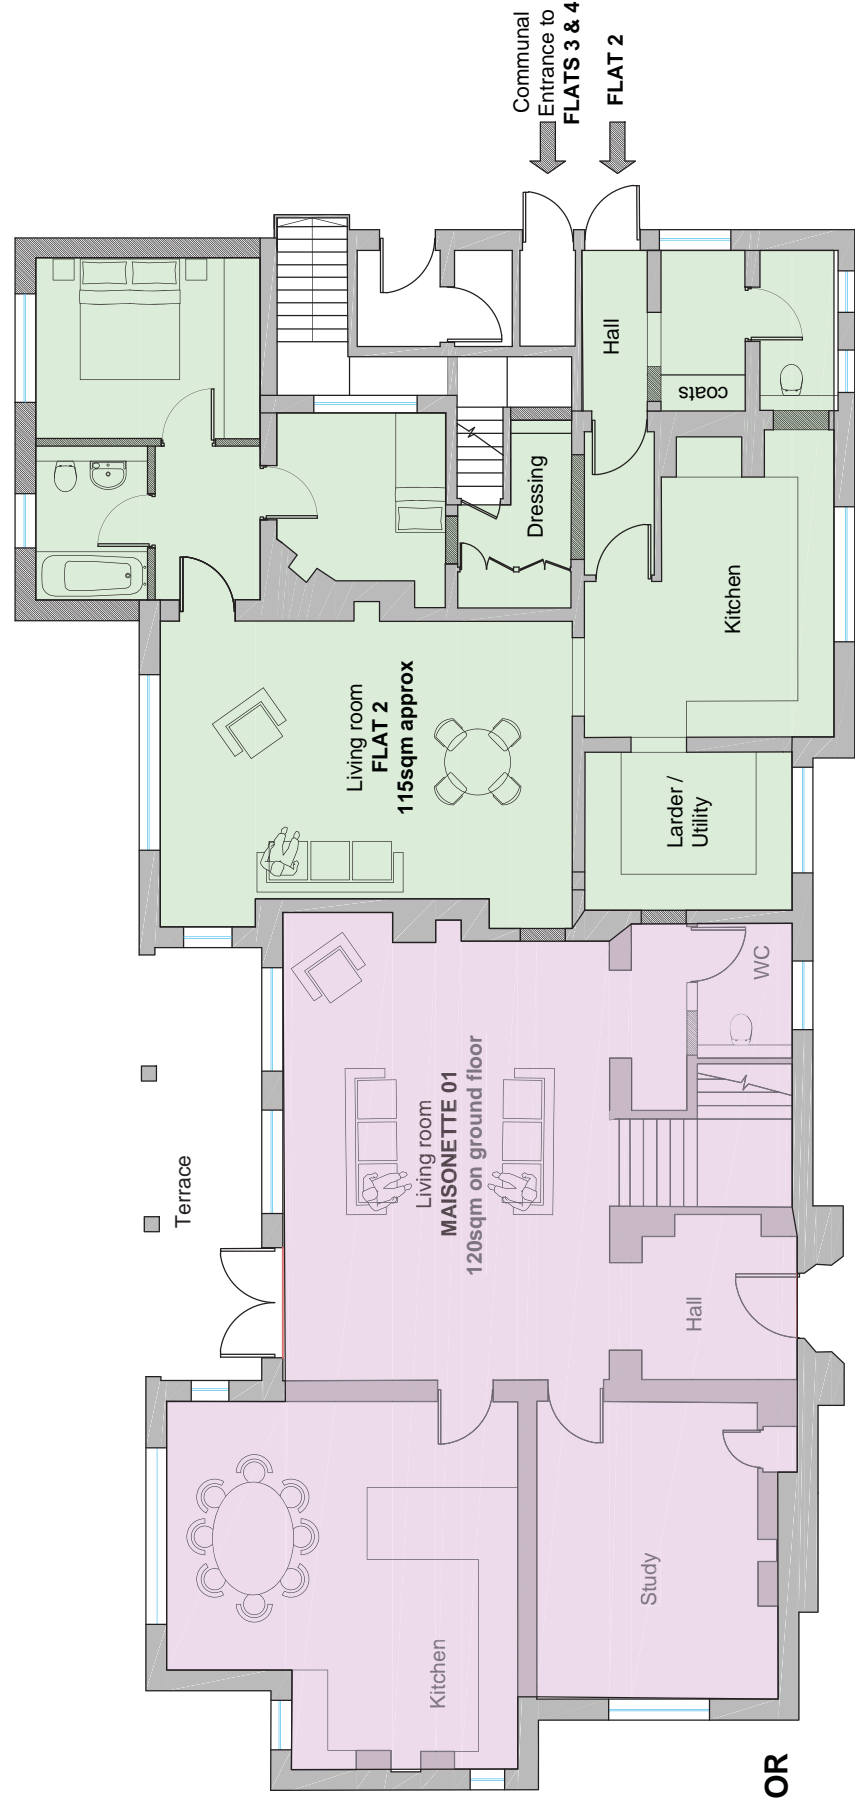 Communal
Entrance to
FLATS 3 & 4
FLAT 2
Hall
coats
Dressing
Kitchen
Living room
FLAT 2
115sqm approx
Larder /
Utility
WC
Living room
MAISONETTE 01
120sqm on ground floor
Terrace
Hall
Study
Kitchen
OR